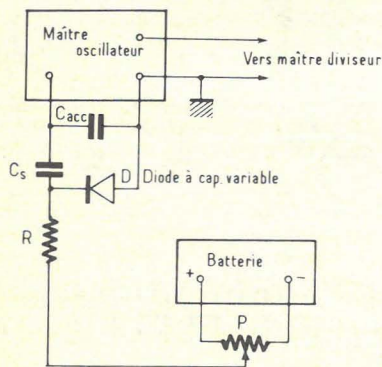 Maître
oscillateur
Vers maître diviseur
Cacc
Cs
D Diode à cap. variable
R
Batterie
+ -
P